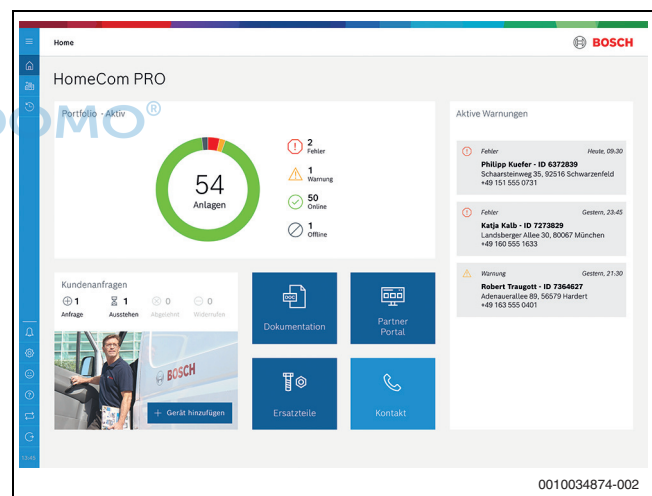 Home
BOSCH
HomeCom PRO
DOMO®
Portfolio - Aktiv
54
Anlagen
2
Fehler
1
Warnung
50
Online
1
Offline
Aktive Warnungen
Fehler Heute, 09:30
Philipp Kuefer - ID 6372839
Schaarsteinweg 35, 92516 Schwarzenfeld
+49 151 555 0731
Fehler Gestern, 23:45
Katja Kalb - ID 7273829
Landsberger Allee 30, 80067 München
+49 160 555 1633
Warnung Gestern, 21:30
Robert Traugott - ID 7364627
Adenauerallee 89, 56579 Hardert
+49 163 555 0401
Kundenanfragen
1 1 0 0
Anfrage Ausstehen Abgelehnt Widerrufen
BOSCH
+ Gerät hinzufügen
DOC
Dokumentation
Partner
Portal
Ersatzteile
Kontakt
13:45
0010034874-002